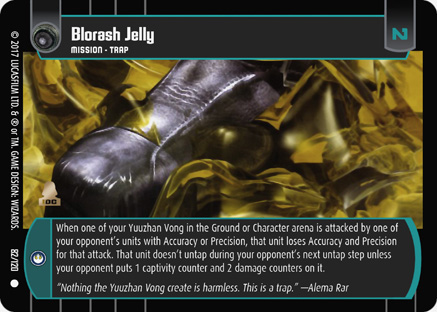 Blorash Jelly
MISSION - TRAP
N
© 2017 LUCASFILM LTD. & ® or TM. GAME DESIGN: WIZARDS.
82/120
When one of your Yuuzhan Vong in the Ground or Character arena is attacked by one of
your opponent's units with Accuracy or Precision, that unit loses Accuracy and Precision
for that attack. That unit doesn't untap during your opponent's next untap step unless
your opponent puts 1 captivity counter and 2 damage counters on it.
"Nothing the Yuuzhan Vong create is harmless. This is a trap." —Alema Rar